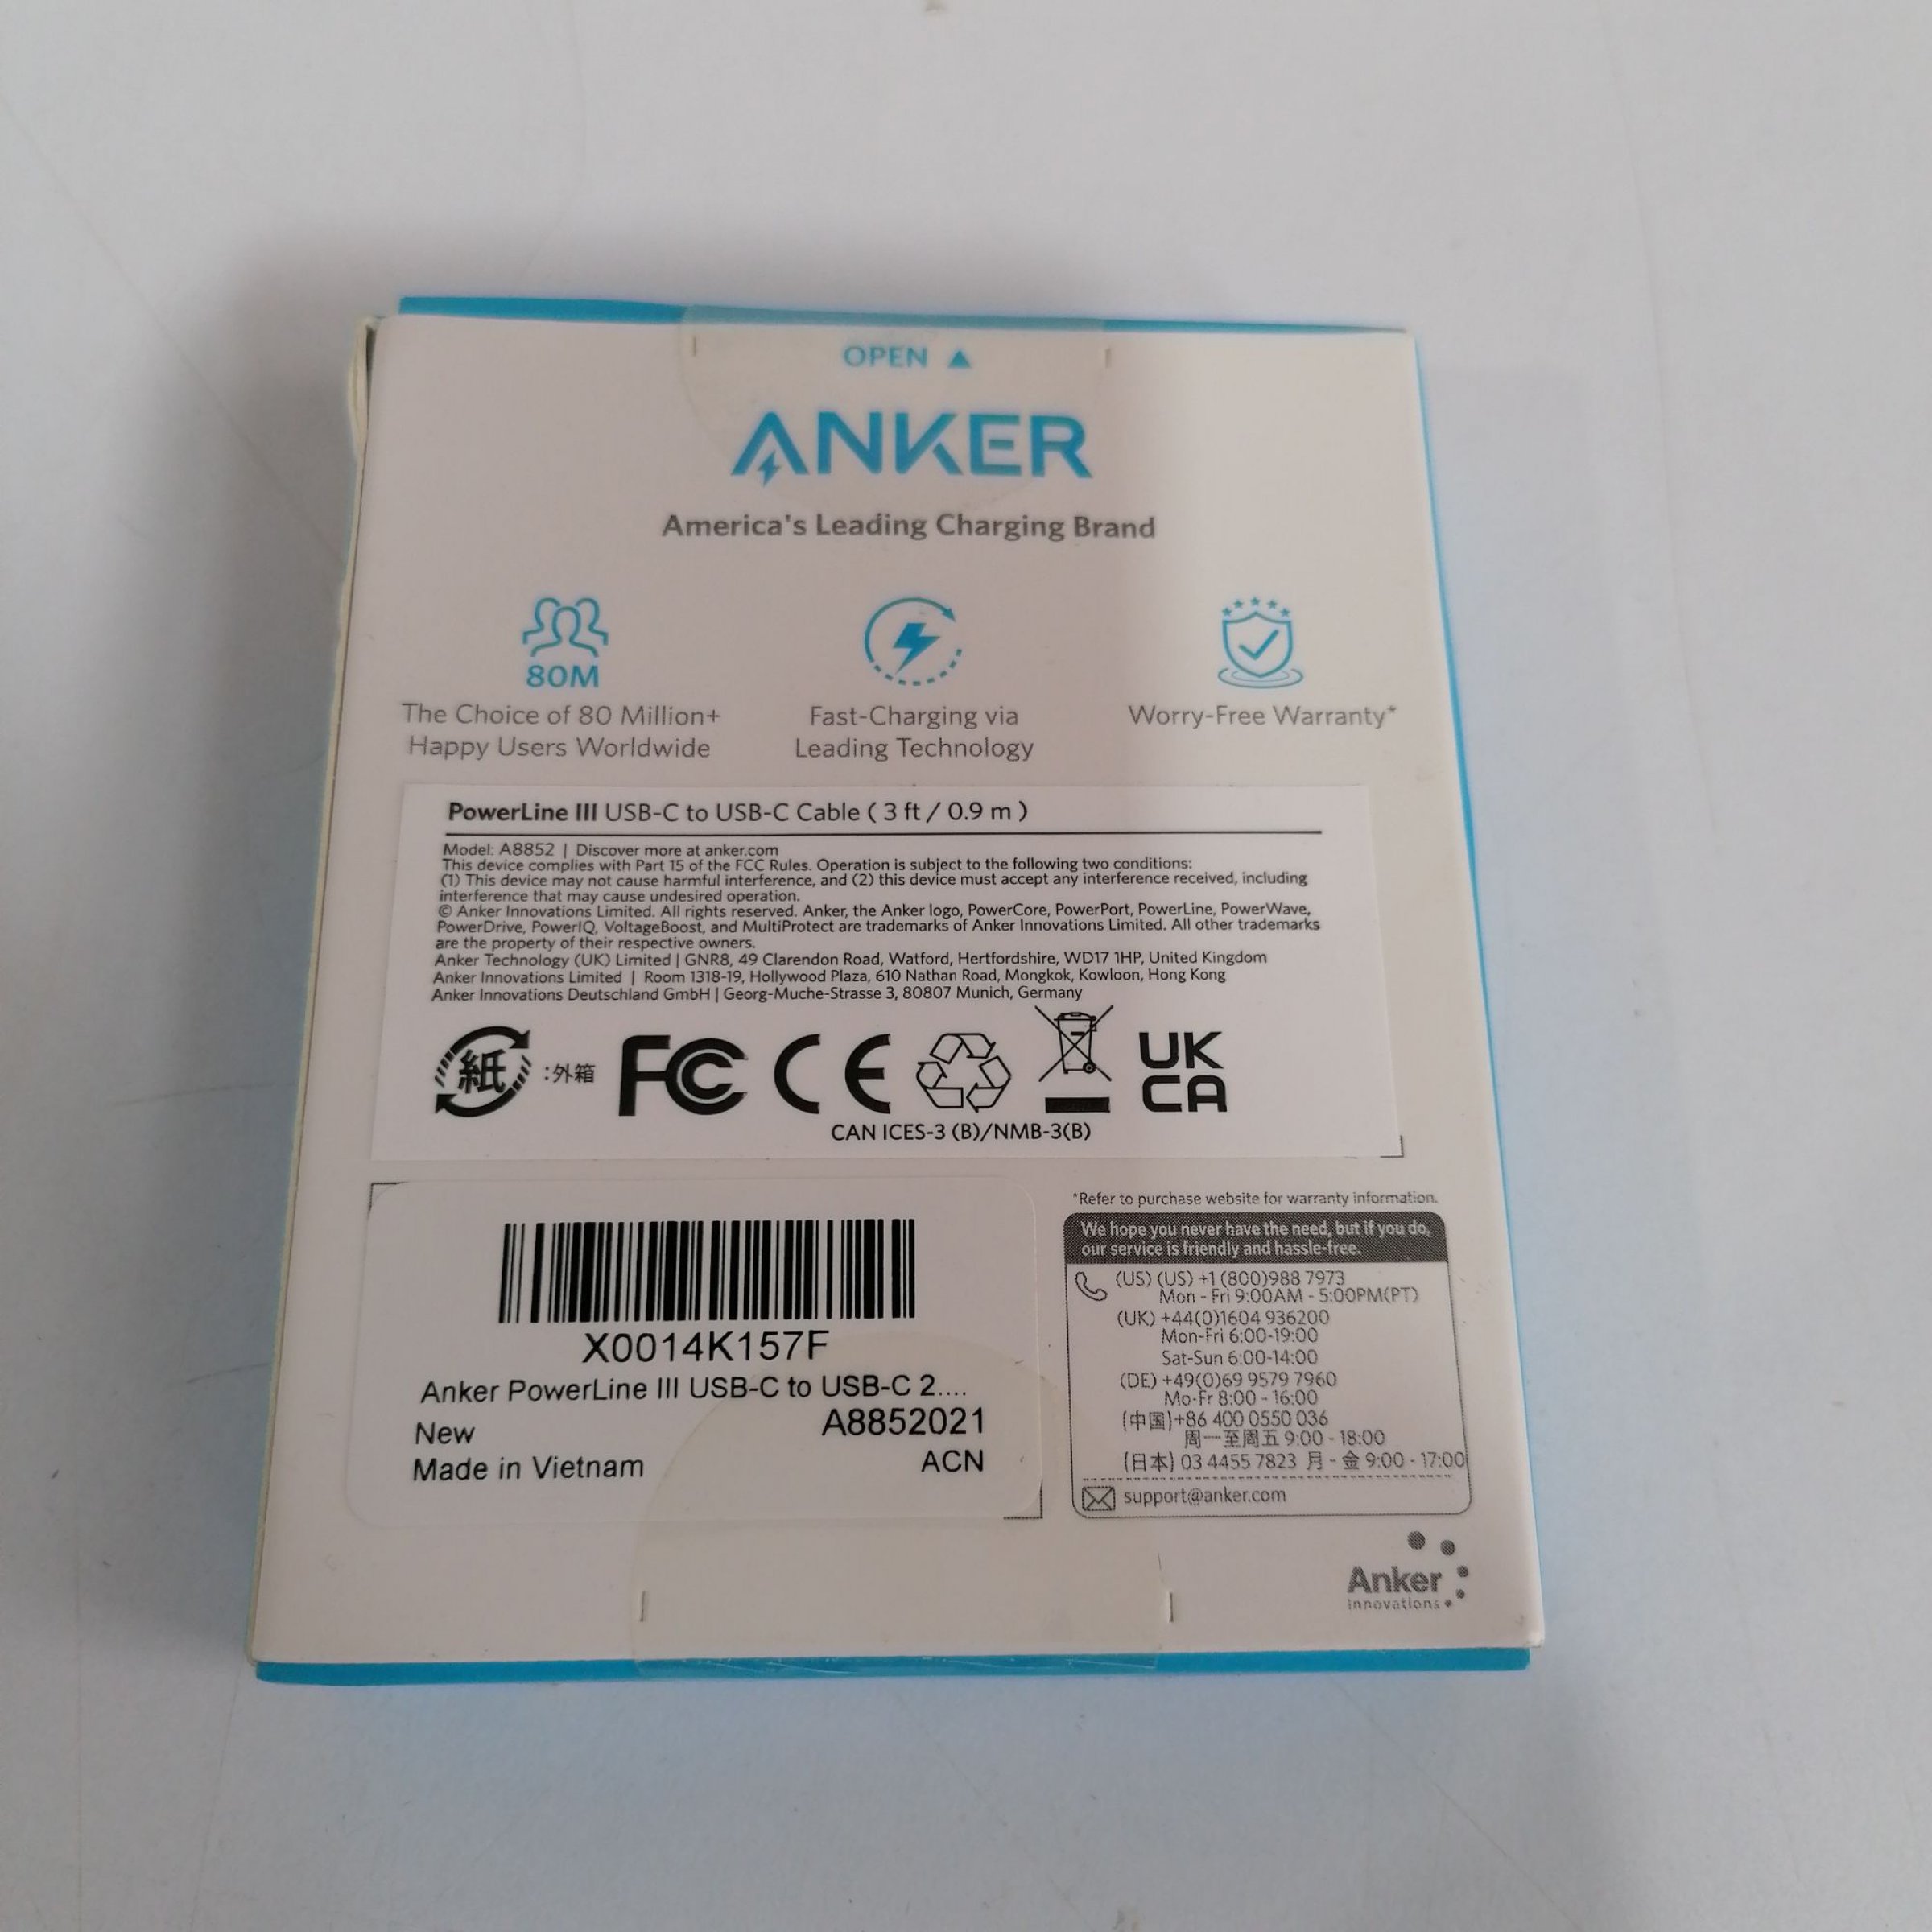 OPEN ▲
ANKER
America's Leading Charging Brand
80M
The Choice of 80 Million+
Happy Users Worldwide
Fast-Charging via
Leading Technology
Worry-Free Warranty*
PowerLine III USB-C to USB-C Cable ( 3 ft / 0.9 m )
Model: A8852 | Discover more at anker.com
This device complies with Part 15 of the FCC Rules. Operation is subject to the following two conditions:
(1) This device may not cause harmful interference, and (2) this device must accept any interference received, including
interference that may cause undesired operation.
© Anker Innovations Limited. All rights reserved. Anker, the Anker logo, PowerCore, PowerPort, PowerLine, PowerWave,
PowerDrive, PowerIQ, VoltageBoost, and MultiProtect are trademarks of Anker Innovations Limited. All other trademarks
are the property of their respective owners.
Anker Technology (UK) Limited | GNR8, 49 Clarendon Road, Watford, Hertfordshire, WD17 1HP, United Kingdom
Anker Innovations Limited | Room 1318-19, Hollywood Plaza, 610 Nathan Road, Mongkok, Kowloon, Hong Kong
Anker Innovations Deutschland GmbH | Georg-Muche-Strasse 3, 80807 Munich, Germany
紙 :外箱 FC CE UK
CA
CAN ICES-3 (B)/NMB-3(B)
X0014K157F
Anker PowerLine III USB-C to USB-C 2....
New A8852021
Made in Vietnam ACN
*Refer to purchase website for warranty information.
We hope you never have the need, but if you do,
our service is friendly and hassle-free.
(US) (US) +1 (800)988 7973
Mon - Fri 9:00AM - 5:00PM(PT)
(UK) +44(0)1604 936200
Mon-Fri 6:00-19:00
Sat-Sun 6:00-14:00
(DE) +49(0)69 9579 7960
Mo-Fr 8:00 - 16:00
(中国)+86 400 0550 036
周一至周五 9:00 - 18:00
(日本) 03 4455 7823 月 - 金 9:00 - 17:00
support@anker.com
Anker
Innovations